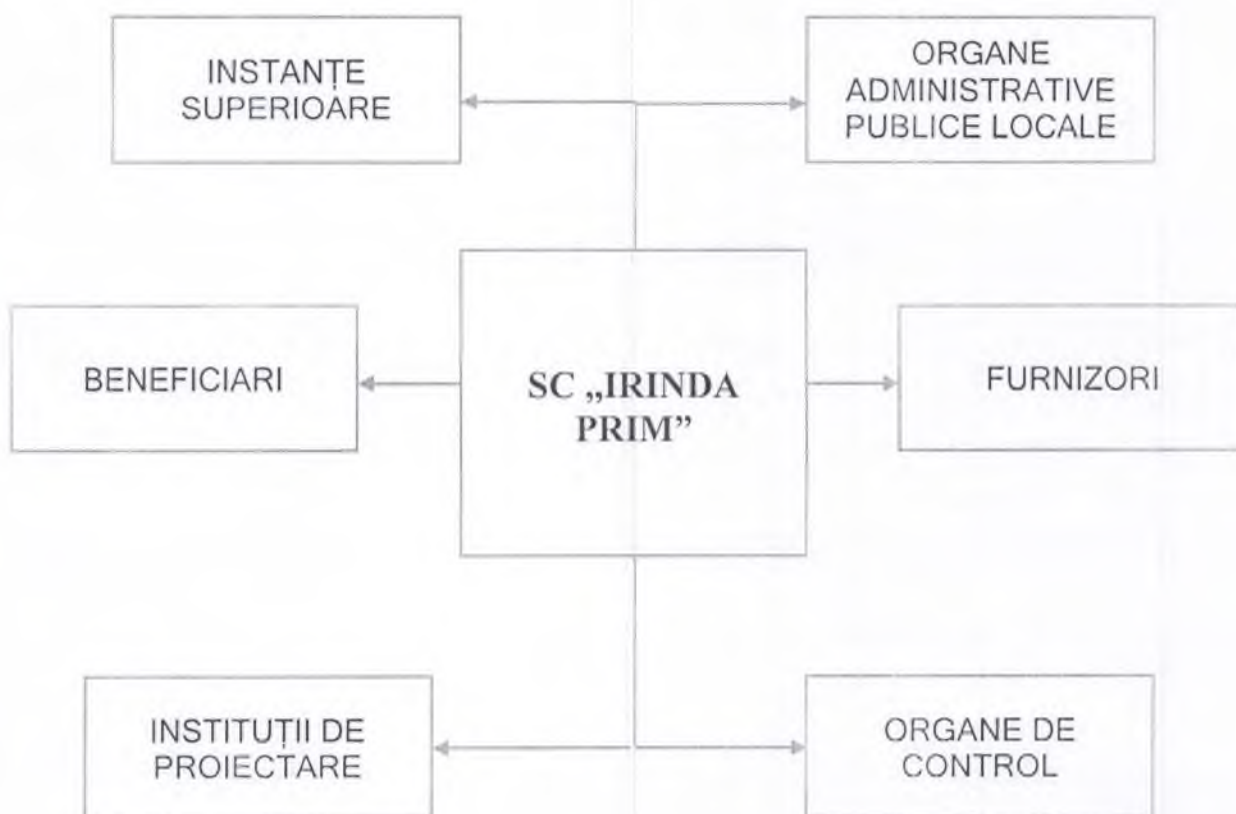 INSTANȚE
SUPERIOARE
ORGANE
ADMINISTRATIVE
PUBLICE LOCALE
BENEFICIARI
SC „IRINDA
PRIM”
FURNIZORI
INSTITUȚII DE
PROIECTARE
ORGANE DE
CONTROL